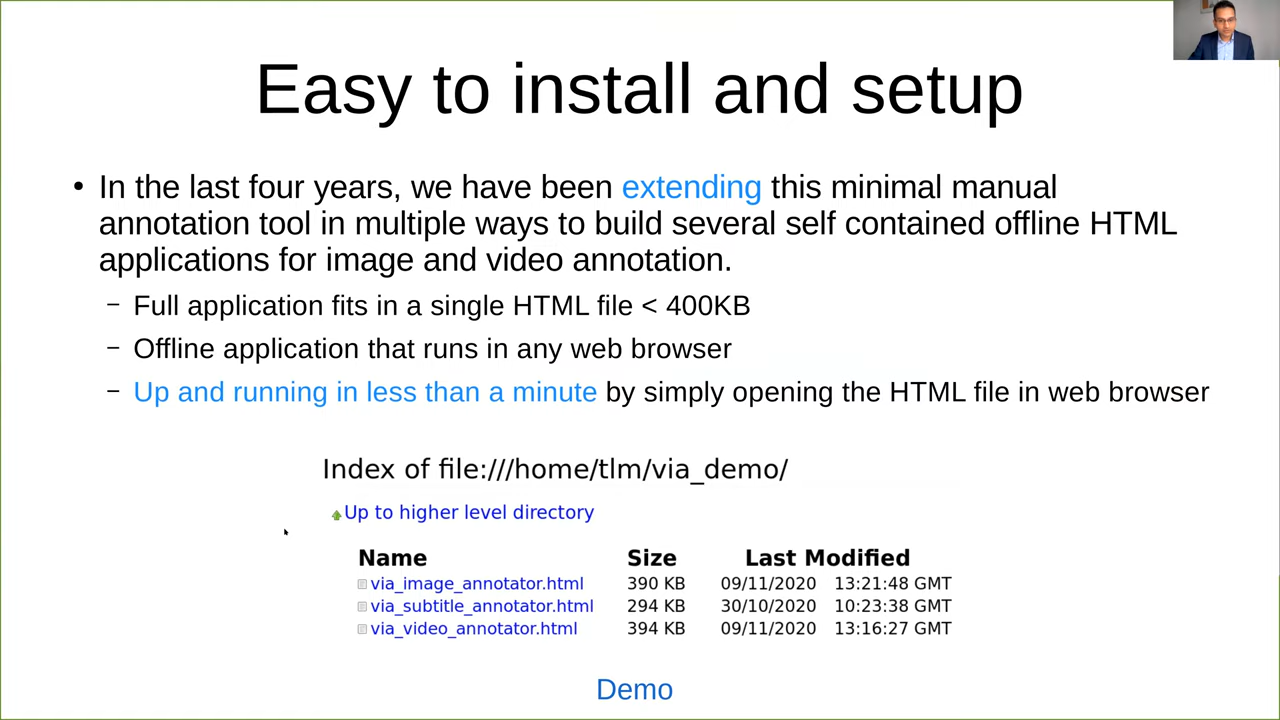 Easy to install and setup
• In the last four years, we have been extending this minimal manual
annotation tool in multiple ways to build several self contained offline HTML
applications for image and video annotation.
– Full application fits in a single HTML file < 400KB
– Offline application that runs in any web browser
– Up and running in less than a minute by simply opening the HTML file in web browser
Index of file:///home/tlm/via_demo/
Up to higher level directory
Name Size Last Modified
via_image_annotator.html 390 KB 09/11/2020 13:21:48 GMT
via_subtitle_annotator.html 294 KB 30/10/2020 10:23:38 GMT
via_video_annotator.html 394 KB 09/11/2020 13:16:27 GMT
Demo